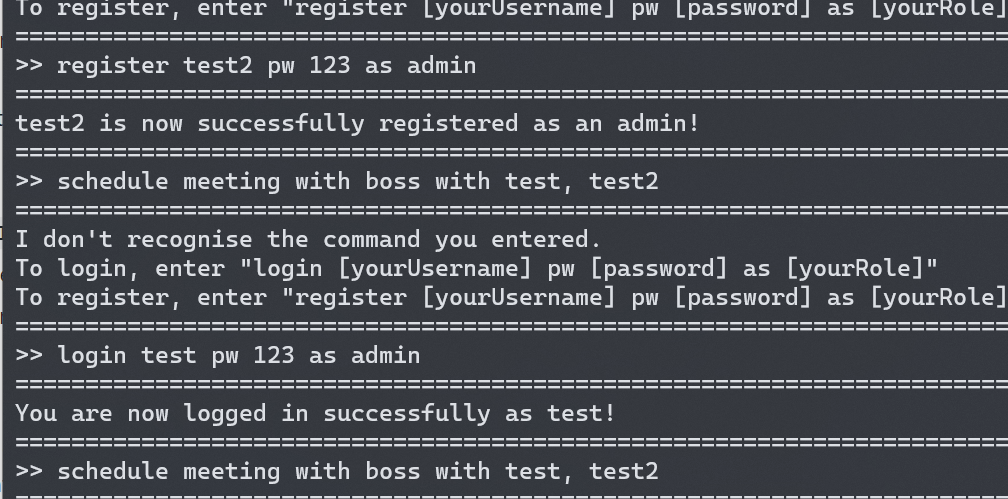 To register, enter "register [yourUsername] pw [password] as [yourRole]
================================================================================
>> register test2 pw 123 as admin
================================================================================
test2 is now successfully registered as an admin!
================================================================================
>> schedule meeting with boss with test, test2
================================================================================
I don't recognise the command you entered.
To login, enter "login [yourUsername] pw [password] as [yourRole]"
To register, enter "register [yourUsername] pw [password] as [yourRole]
================================================================================
>> login test pw 123 as admin
================================================================================
You are now logged in successfully as test!
================================================================================
>> schedule meeting with boss with test, test2
================================================================================